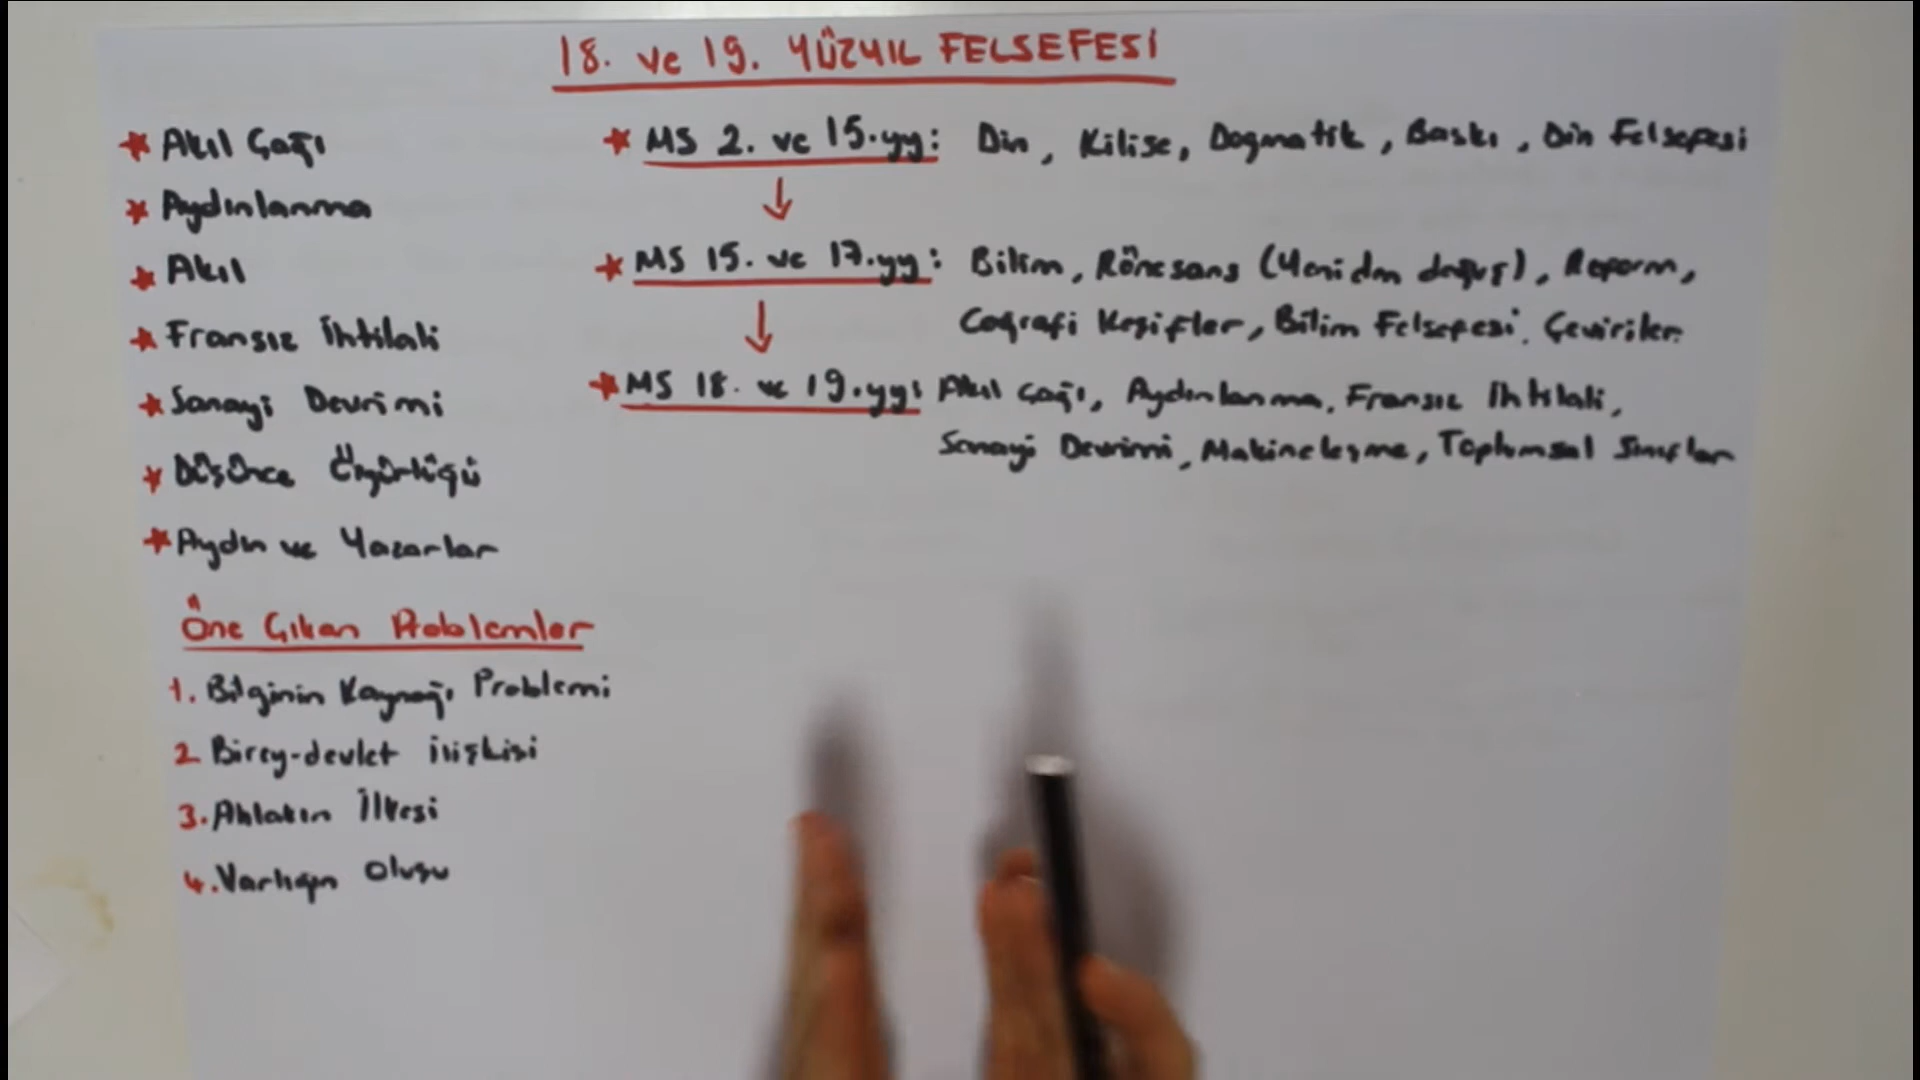 18. ve 19. YÜZYIL FELSEFESİ
★ Akıl Çağı
★ Aydınlanma
★ Akıl
★ Fransız İhtilali
★ Sanayi Devrimi
★ Düşünce Özgürlüğü
★ Aydın ve Yazarlar
Öne Çıkan Problemler
1. Bilginin Kaynağı Problemi
2 Birey-devlet ilişkisi
3. Ahlakın İlkesi
4. Varlığın Oluşu
★ MS 2. ve 15.yy: Din, Kilise, Dogmatik, Baskı, Din Felsefesi
↓
★ MS 15. ve 17.yy: Bilim, Rönesans (Yeniden doğuş), Reform,
Coğrafi Keşifler, Bilim Felsefesi, Çeviriler
↓
★ MS 18. ve 19.yy: Akıl Çağı, Aydınlanma, Fransız İhtilali,
Sanayi Devrimi, Makineleşme, Toplumsal Sınıflar